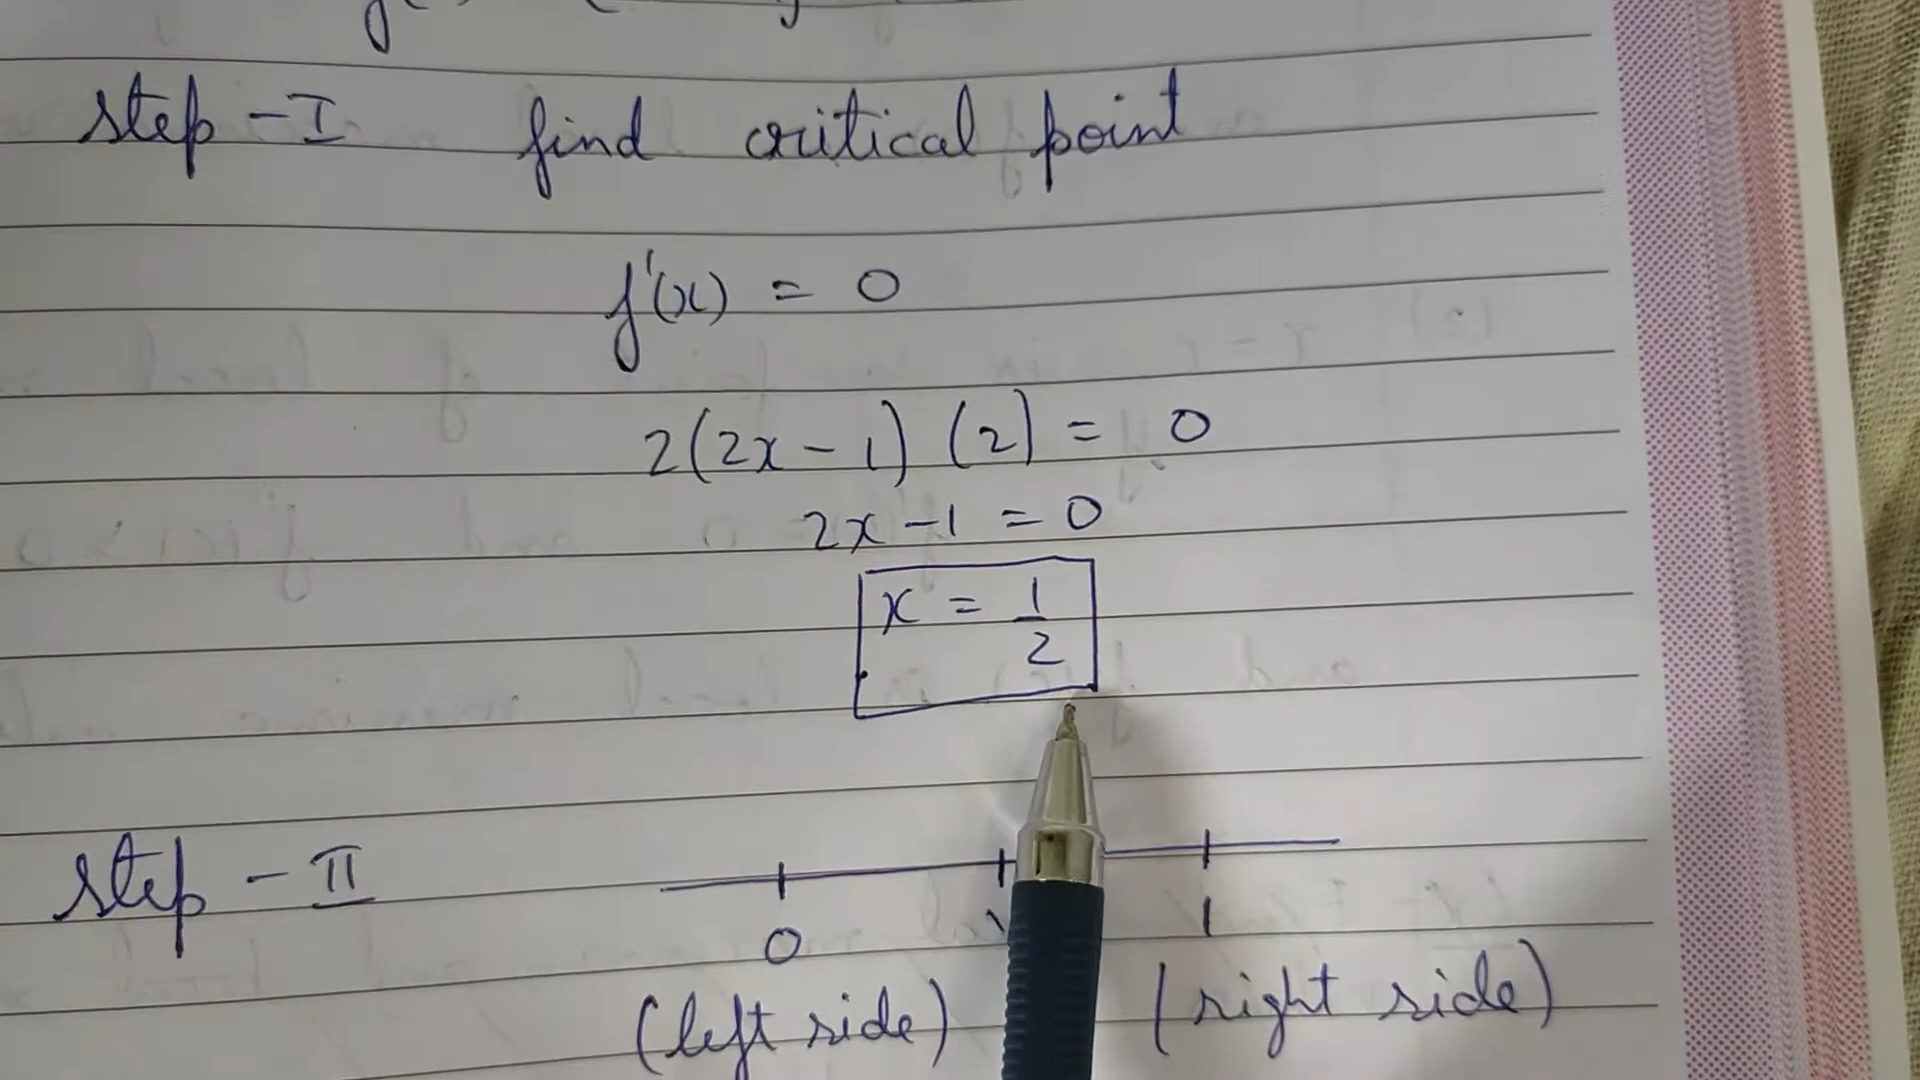 step - I find critical point
f'(x) = 0
2(2x - 1) (2) = 0
2x - 1 = 0
x = 1/2
step - II
0 1
(left side) (right side)